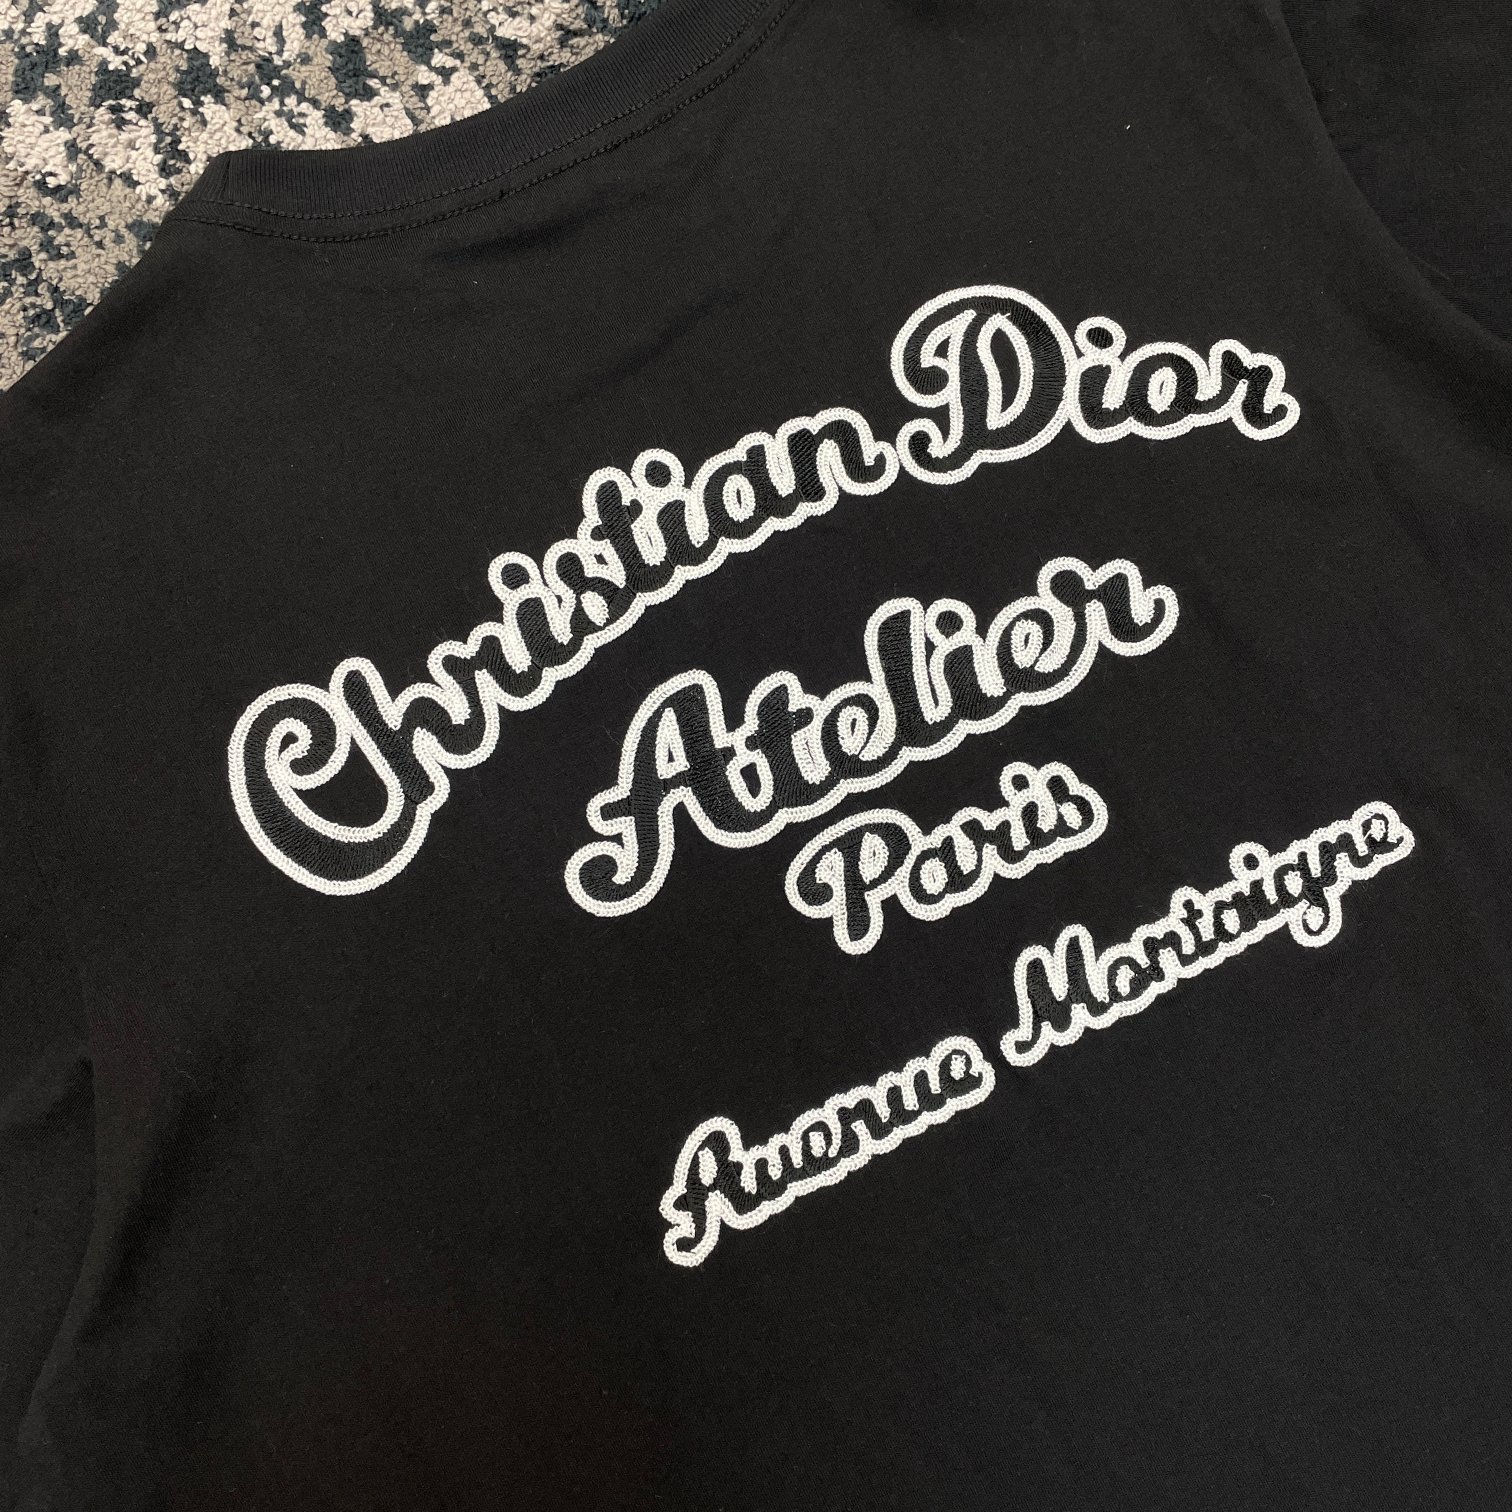 Christian Dior
Atelier
Paris
Avenue Montaigne